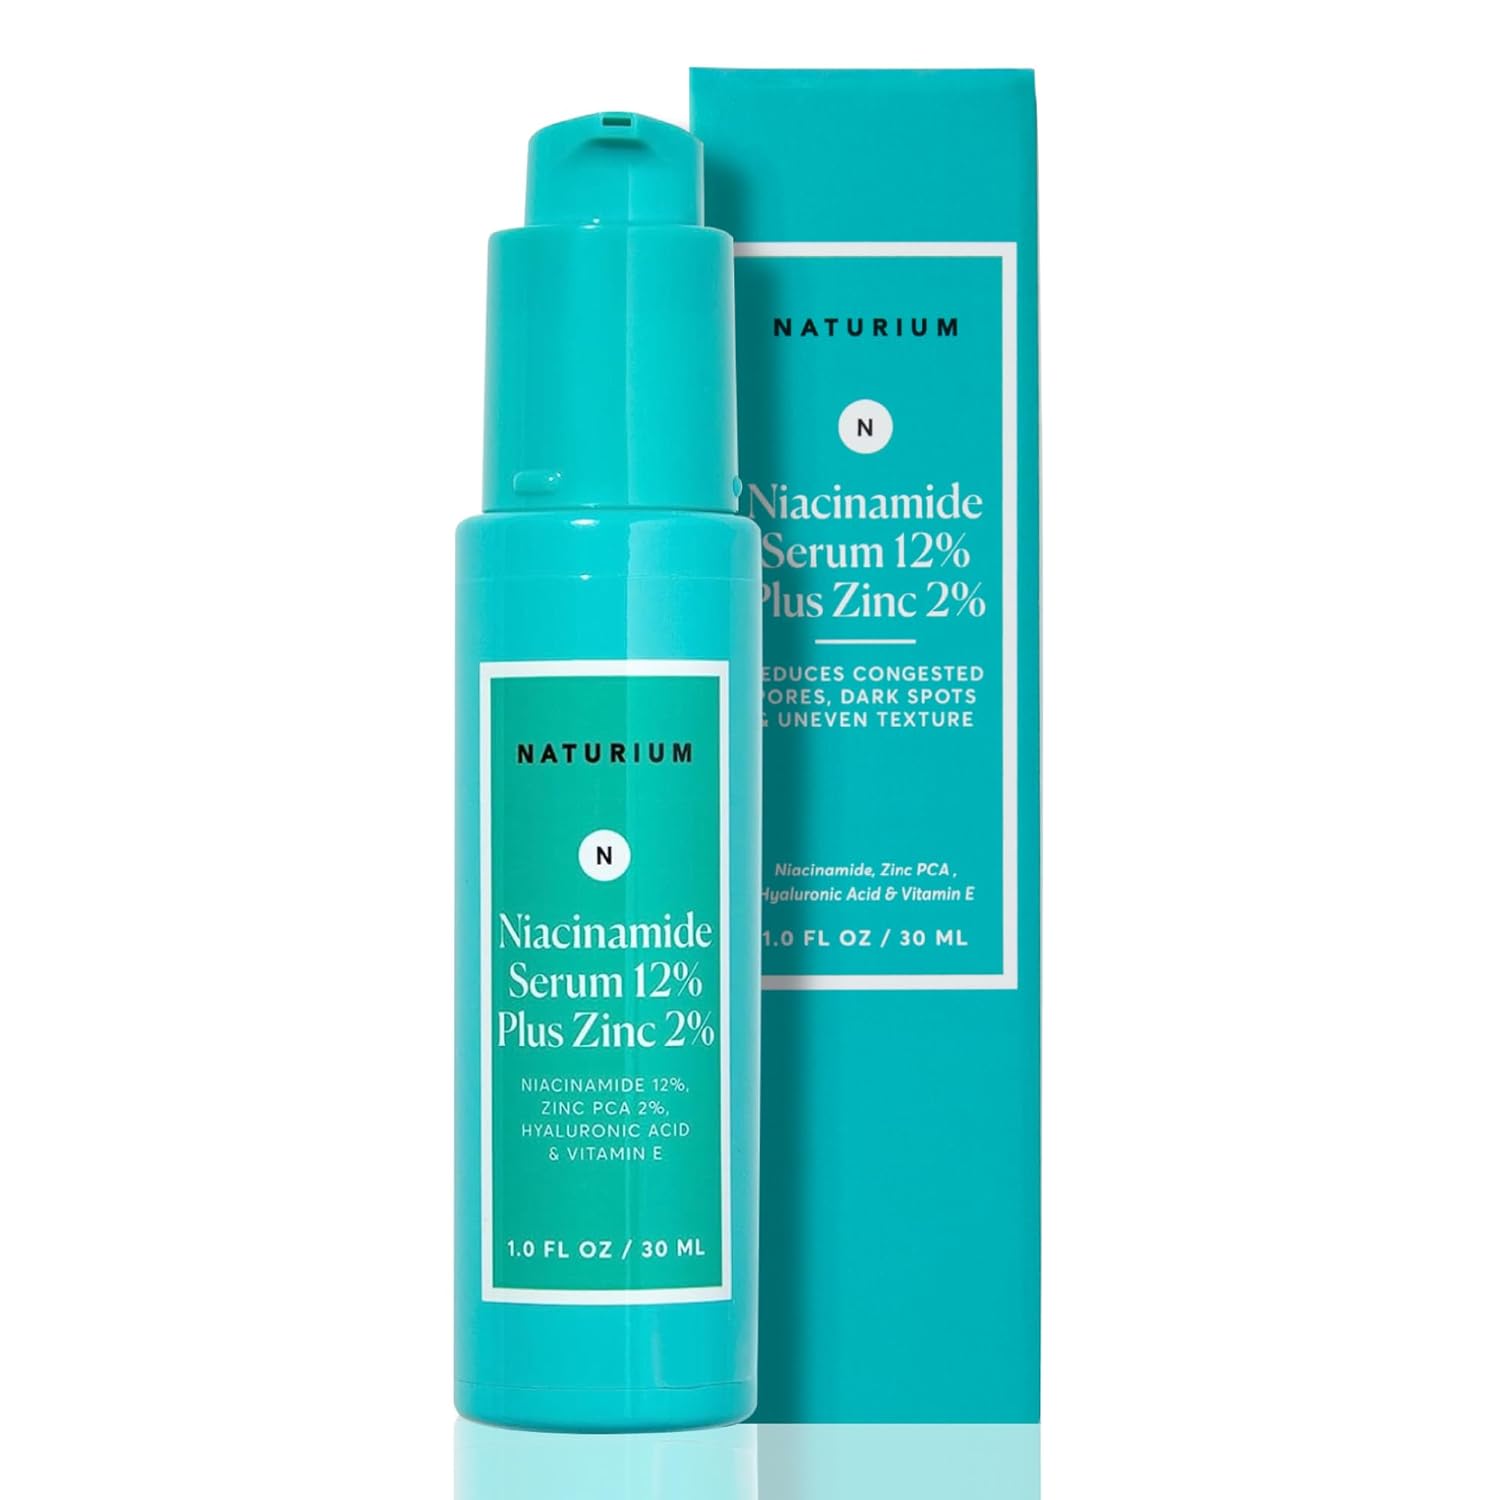 NATURIUM
N
Niacinamide
Serum 12%
Plus Zinc 2%
NIACINAMIDE 12%,
ZINC PCA 2%,
HYALURONIC ACID
& VITAMIN E
1.0 FL OZ / 30 ML
NATURIUM
N
Niacinamide
Serum 12%
Plus Zinc 2%
EDUCES CONGESTED
PORES, DARK SPOTS
& UNEVEN TEXTURE
Niacinamide, Zinc PCA,
Hyaluronic Acid & Vitamin E
1.0 FL OZ / 30 ML